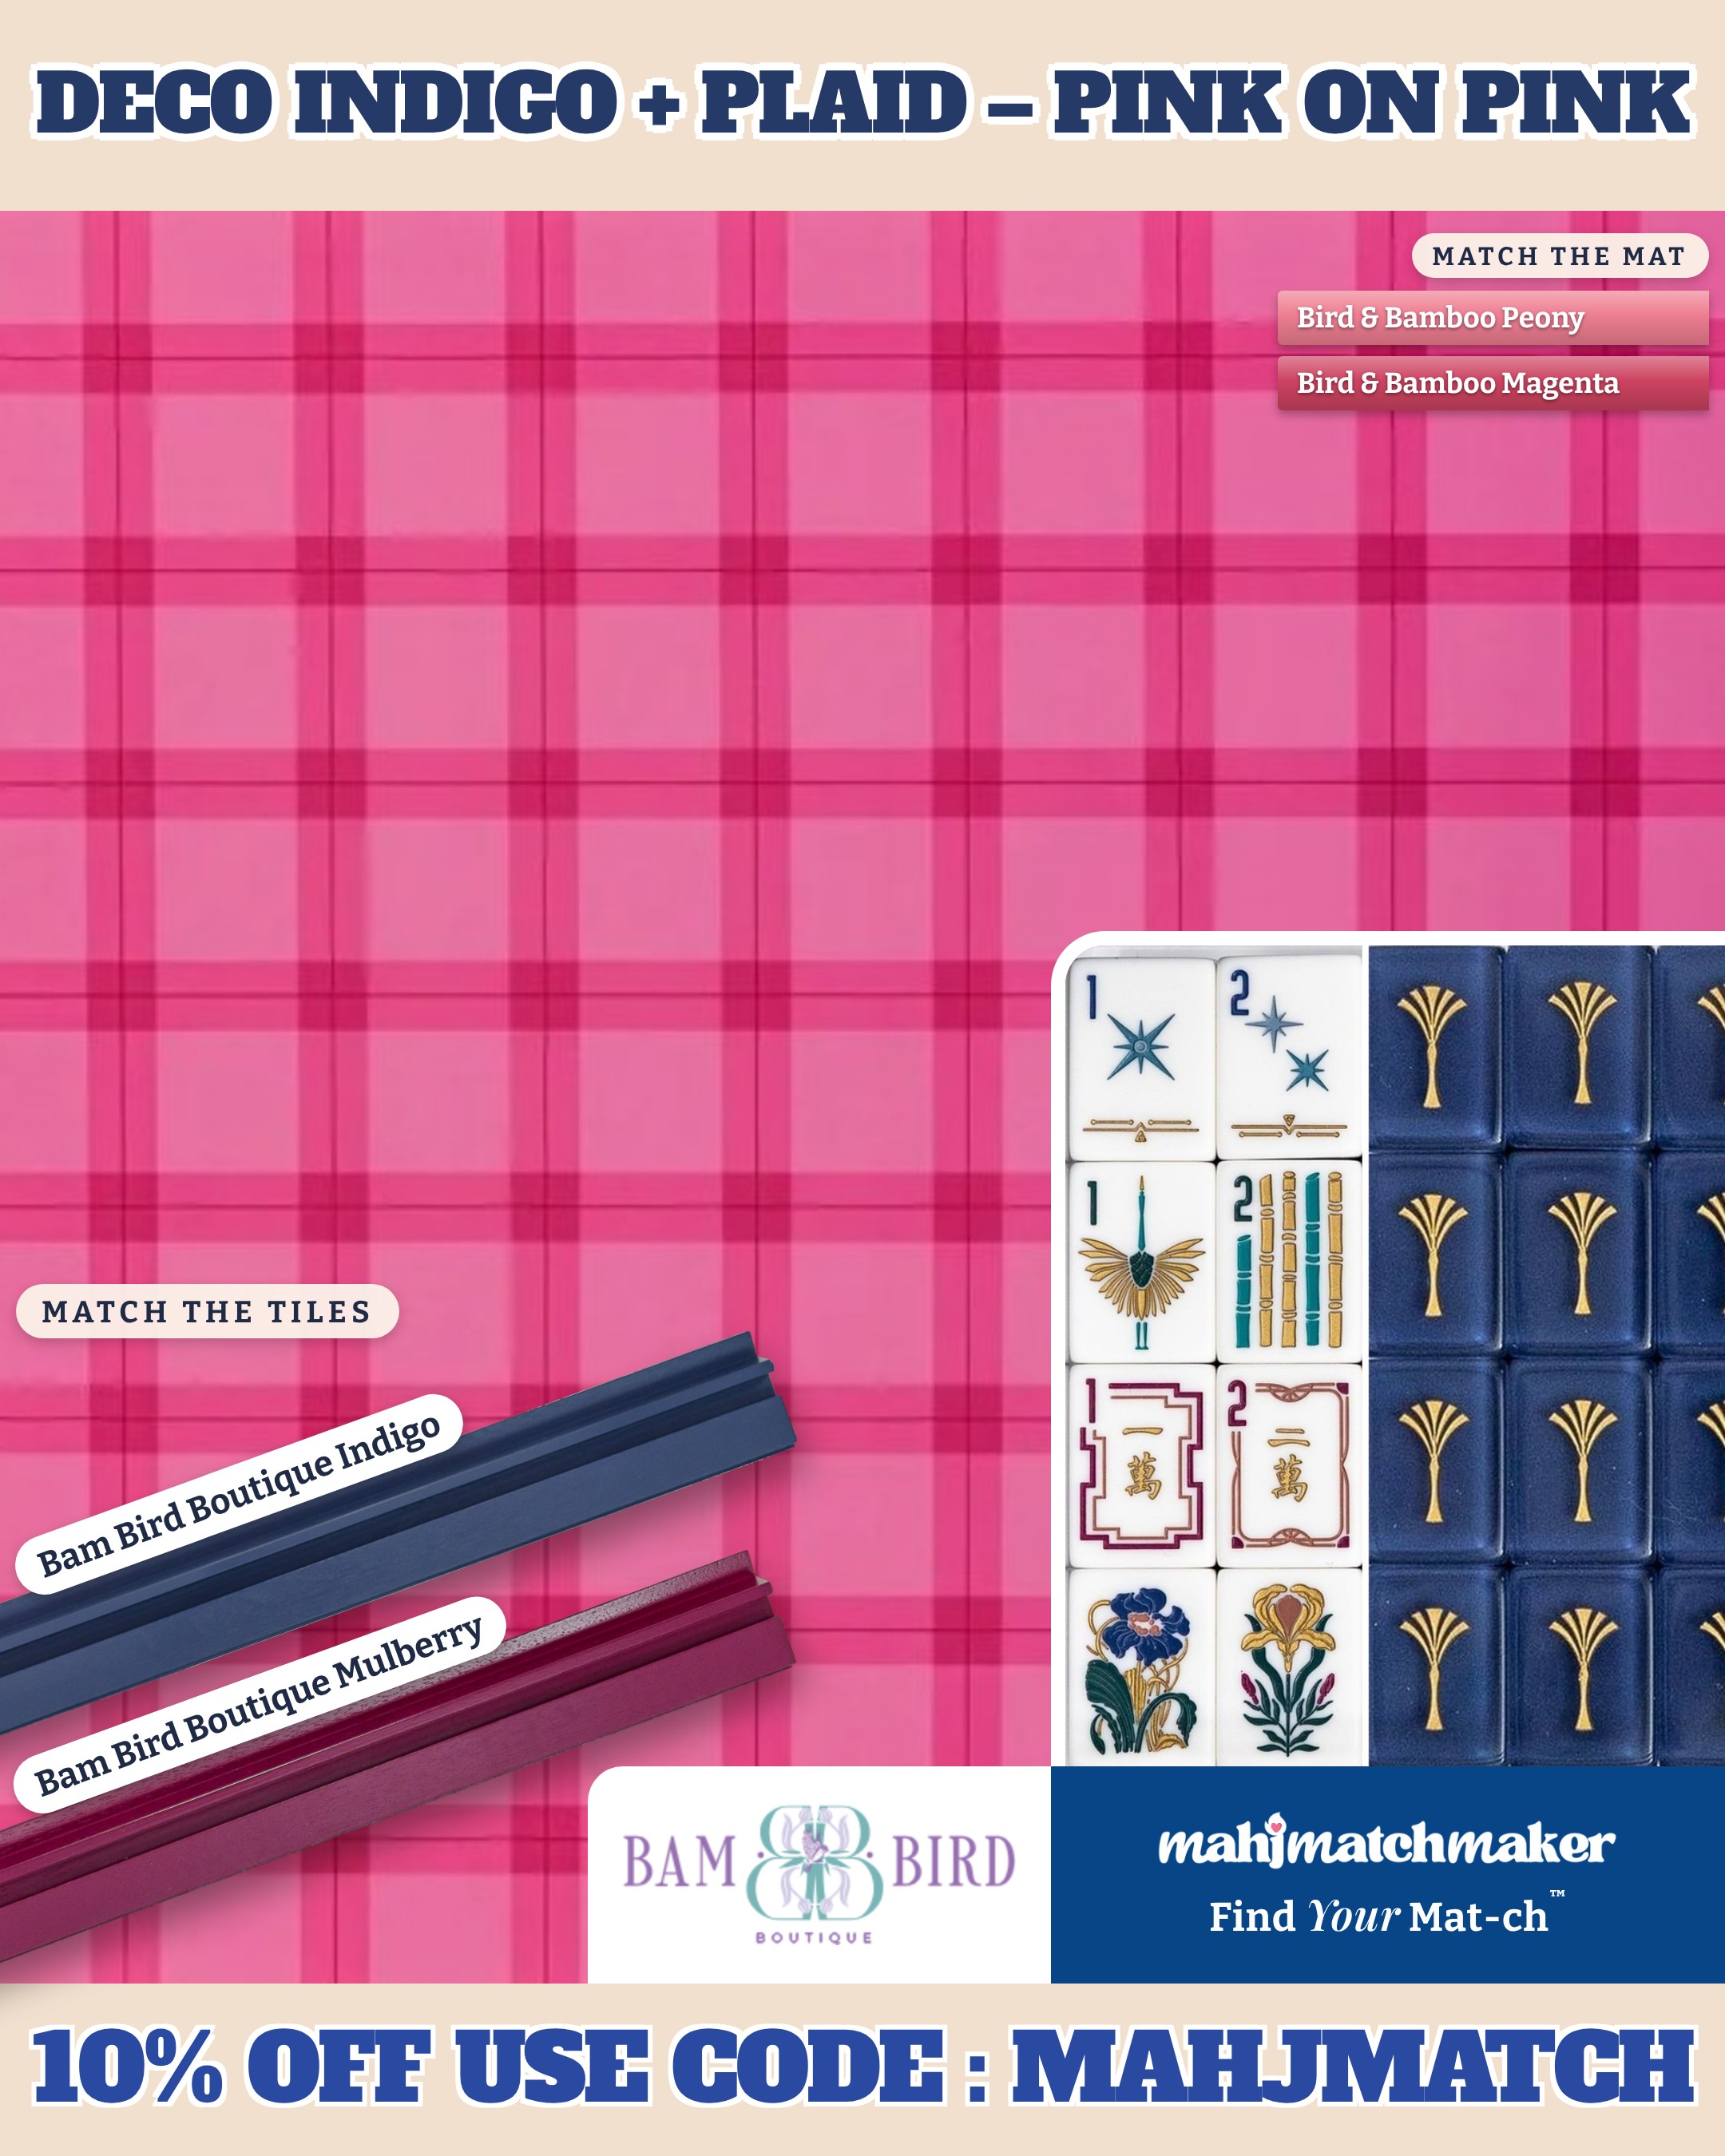 DECO INDIGO + PLAID – PINK ON PINK
MATCH THE MAT
Bird & Bamboo Peony
Bird & Bamboo Magenta
1
2
1
2
MATCH THE TILES
1
2
一
二
萬
萬
Bam Bird Boutique Indigo
Bam Bird Boutique Mulberry
BAM BIRD
BOUTIQUE
mahjmatchmaker
Find Your Mat-ch™
10% OFF USE CODE : MAHJMATCH